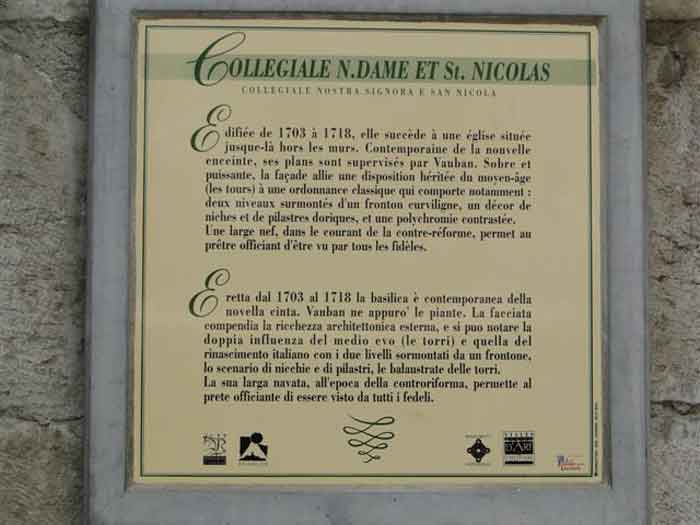 COLLEGIALE N.DAME ET St. NICOLAS
COLLEGIALE NOSTRA SIGNORA E SAN NICOLA
Edifiée de 1703 à 1718, elle succède à une église située
jusque-là hors les murs. Contemporaine de la nouvelle
enceinte, ses plans sont supervisés par Vauban. Sobre et
puissante, la façade allie une disposition héritée du moyen-âge
(les tours) à une ordonnance classique qui comporte notamment :
deux niveaux surmontés d'un fronton curviligne, un décor de
niches et de pilastres doriques, et une polychromie contrastée.
Une large nef, dans le courant de la contre-réforme, permet au
prêtre officiant d'être vu par tous les fidèles.
Eretta dal 1703 al 1718 la basilica è contemporanea della
novella cinta. Vauban ne appuro' le piante. La facciata
compendia la ricchezza architettonica esterna, e si puo notare la
doppia influenza del medio evo (le torri) e quella del
rinascimento italiano con i due livelli sormontati da un frontone,
lo scenario di nicchie e di pilastri, le balaustrate delle torri.
La sua larga navata, all'epoca della controriforma, permette al
prete officiante di essere visto da tutti i fedeli.
VILLES
D'ART